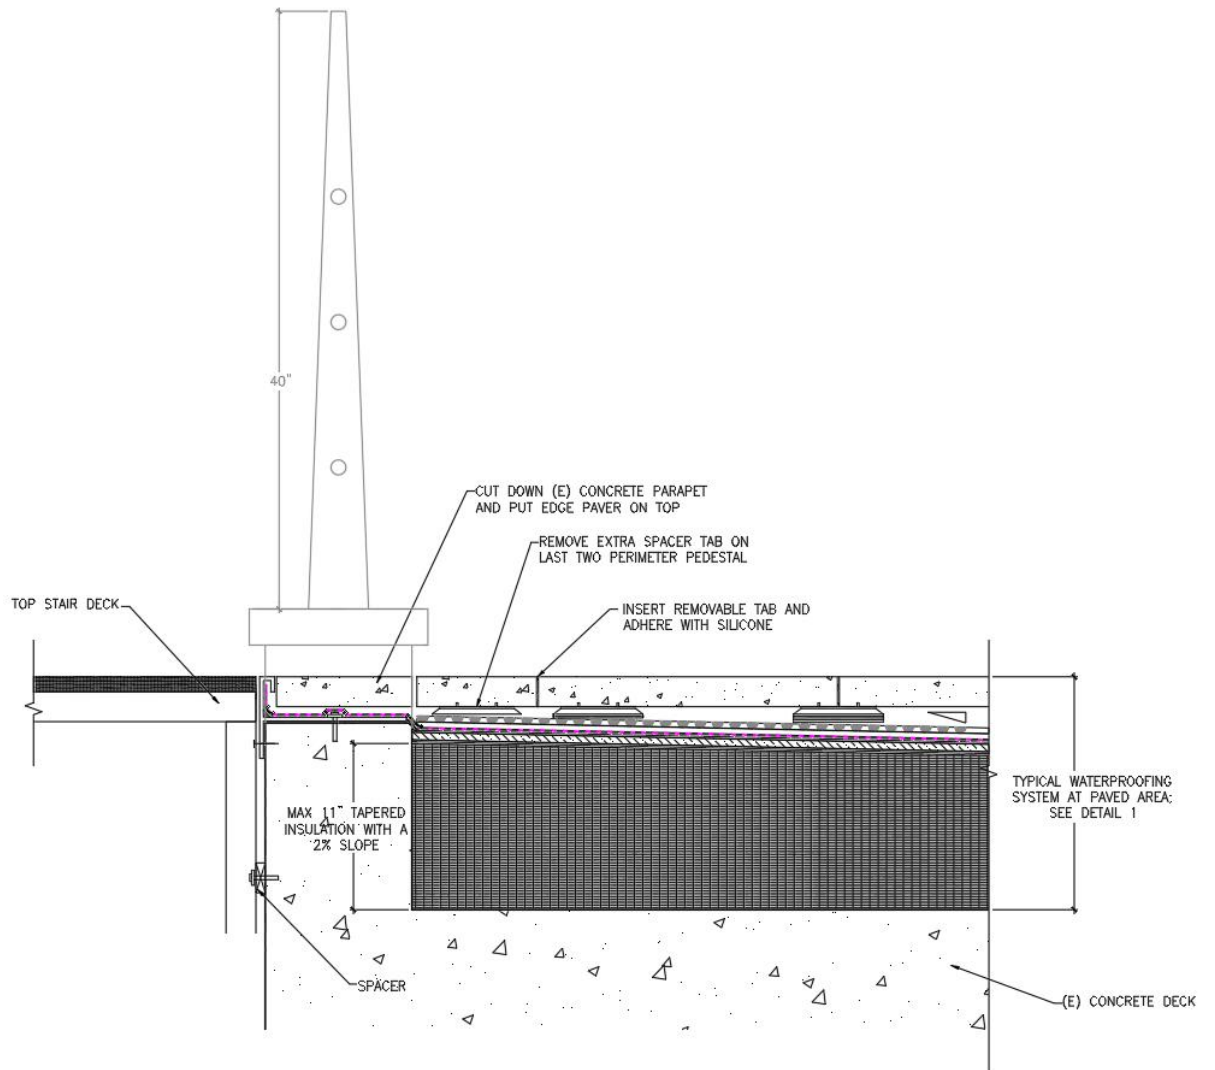 40"
CUT DOWN (E) CONCRETE PARAPET
AND PUT EDGE PAVER ON TOP
REMOVE EXTRA SPACER TAB ON
LAST TWO PERIMETER PEDESTAL
TOP STAIR DECK
INSERT REMOVABLE TAB AND
ADHERE WITH SILICONE
MAX 11" TAPERED
INSULATION WITH A
2% SLOPE
TYPICAL WATERPROOFING
SYSTEM AT PAVED AREA;
SEE DETAIL 1
SPACER
(E) CONCRETE DECK